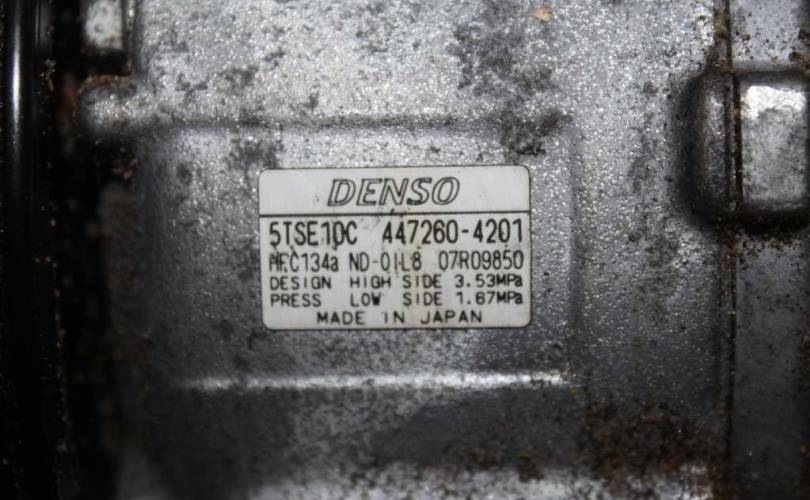 DENSO
5TSE10C 447260-4201
HFC134a ND-OIL8 07R09850
DESIGN HIGH SIDE 3.53MPa
PRESS LOW SIDE 1.67MPa
MADE IN JAPAN